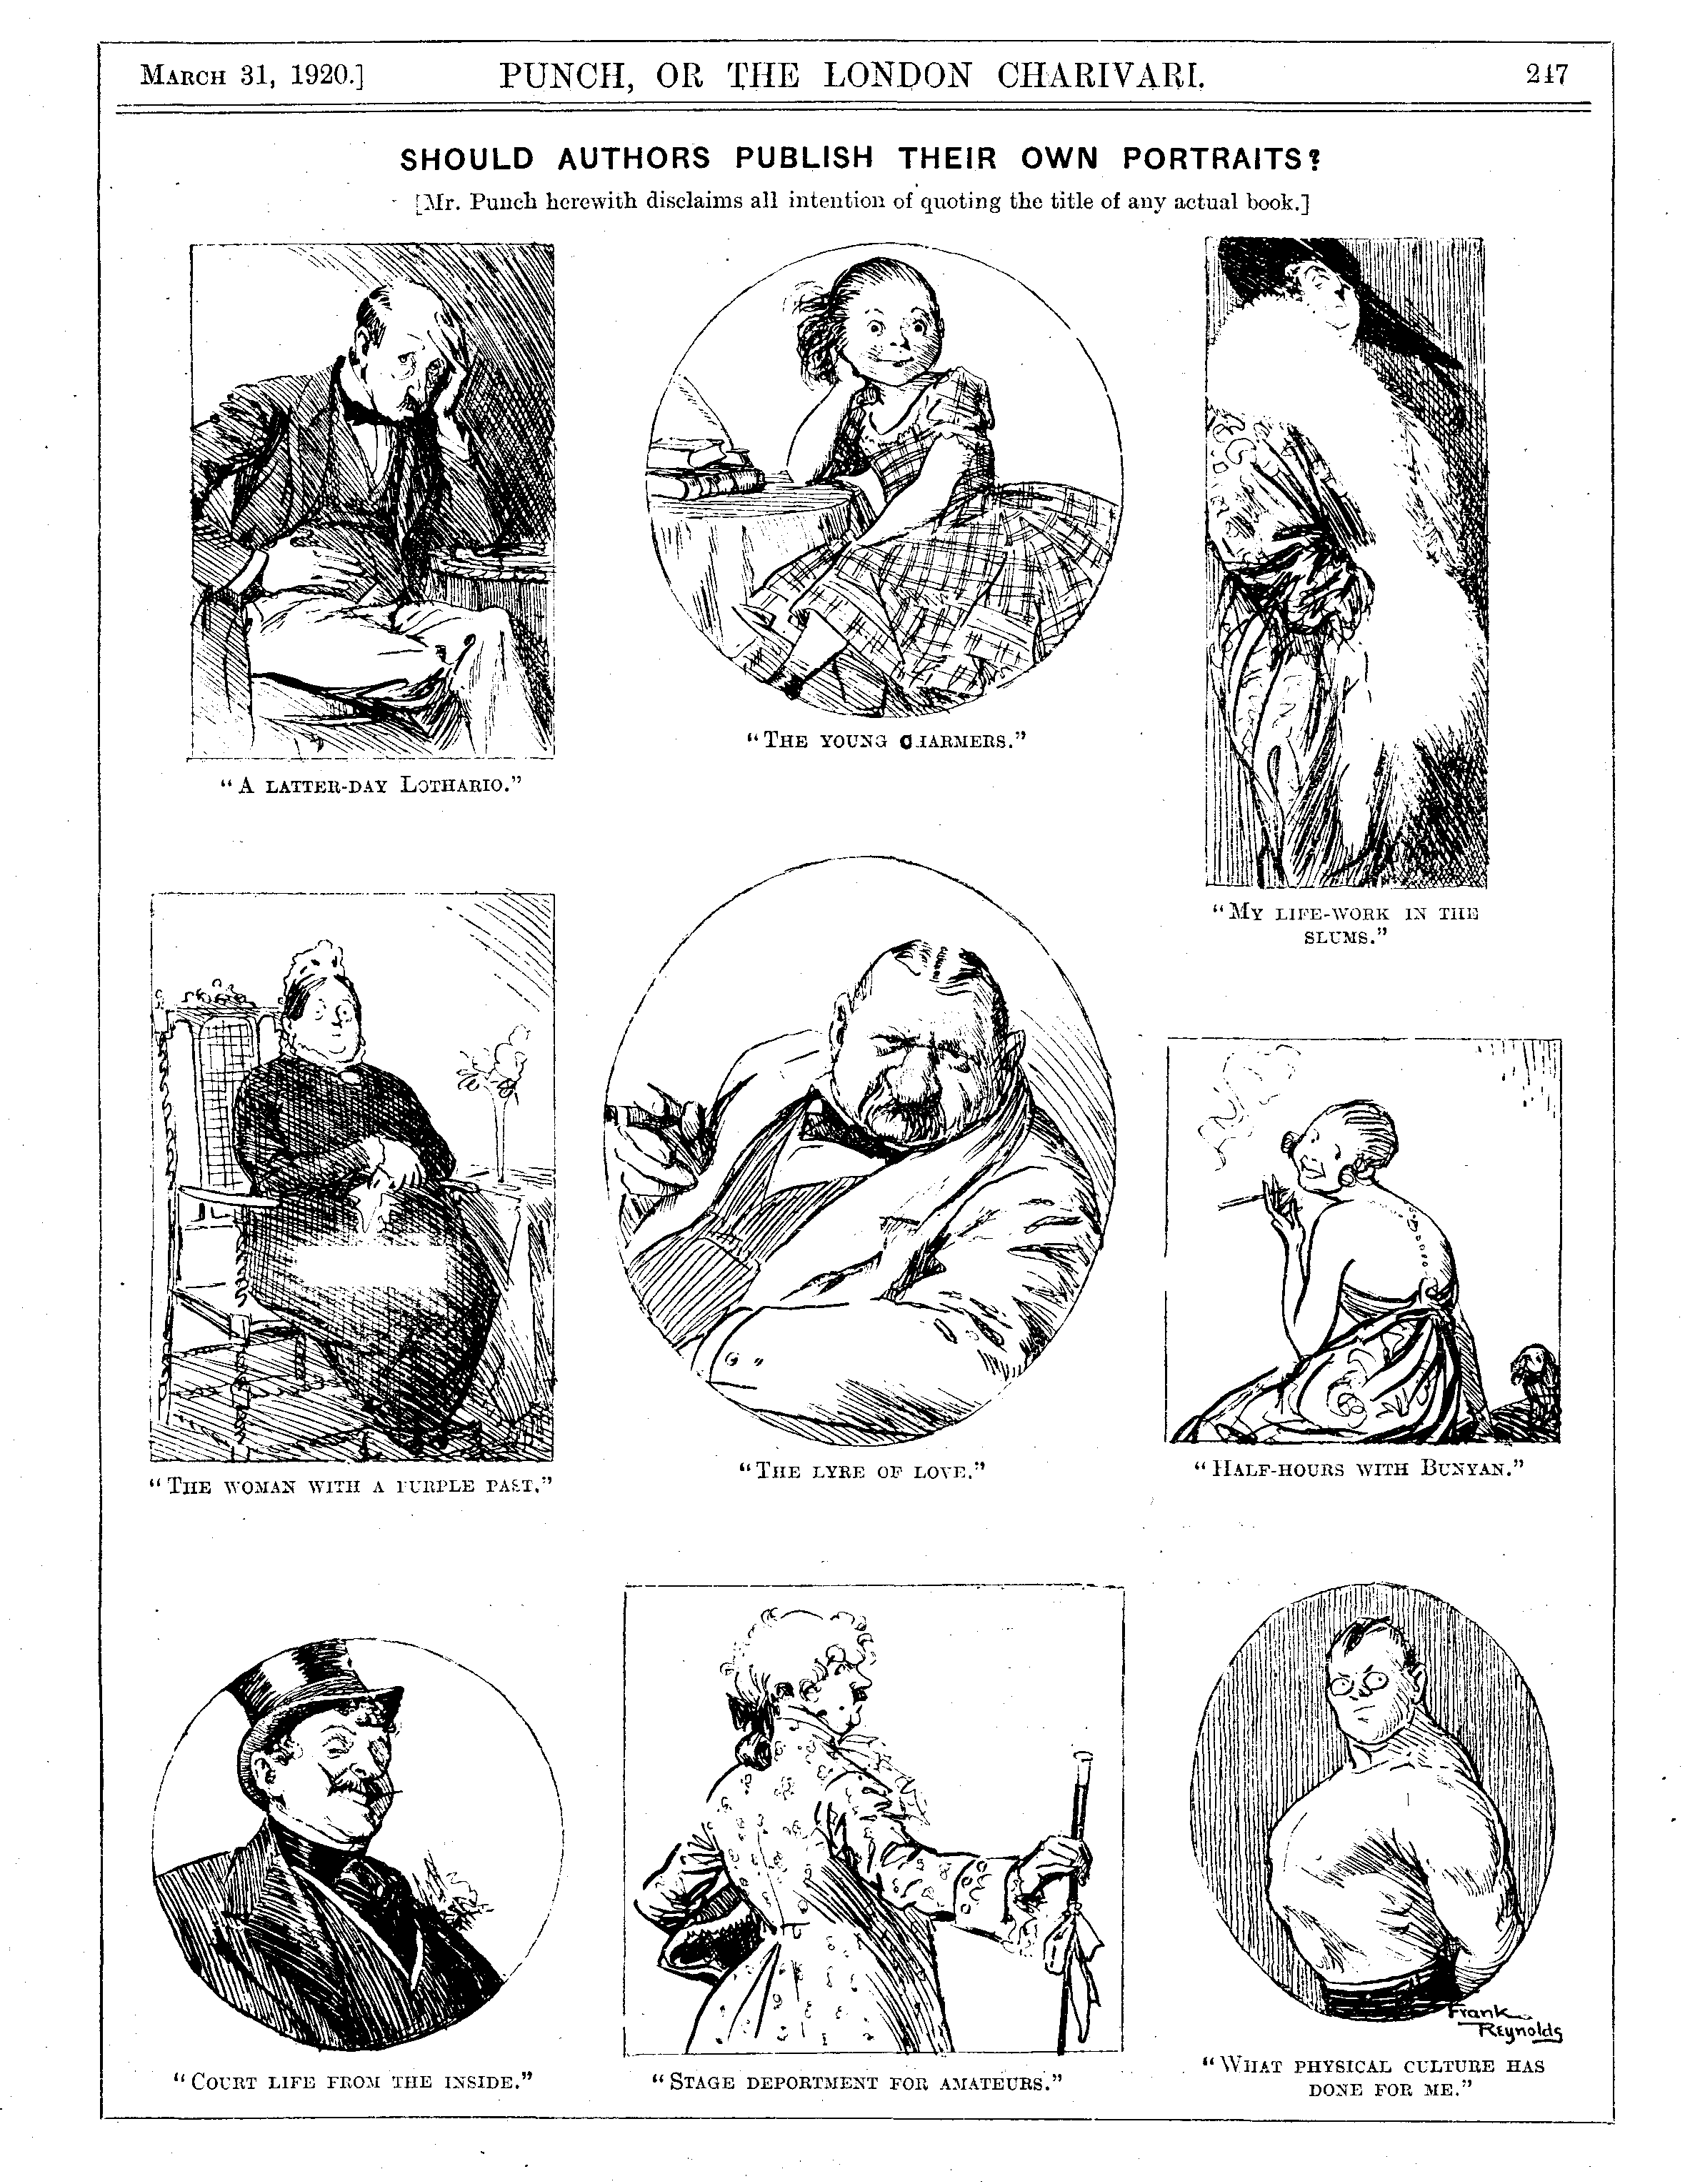 MARCH 31, 1920.] PUNCH, OR THE LONDON CHARIVARI. 247
SHOULD AUTHORS PUBLISH THEIR OWN PORTRAITS?
[Mr. Punch herewith disclaims all intention of quoting the title of any actual book.]
"A LATTER-DAY LOTHARIO."
"THE YOUNG CHARMERS."
"MY LIFE-WORK IN THE
SLUMS."
"THE WOMAN WITH A PURPLE PAST."
"THE LYRE OF LOVE."
"HALF-HOURS WITH BUNYAN."
"COURT LIFE FROM THE INSIDE."
"STAGE DEPORTMENT FOR AMATEURS."
Frank
Reynolds
"WHAT PHYSICAL CULTURE HAS
DONE FOR ME."